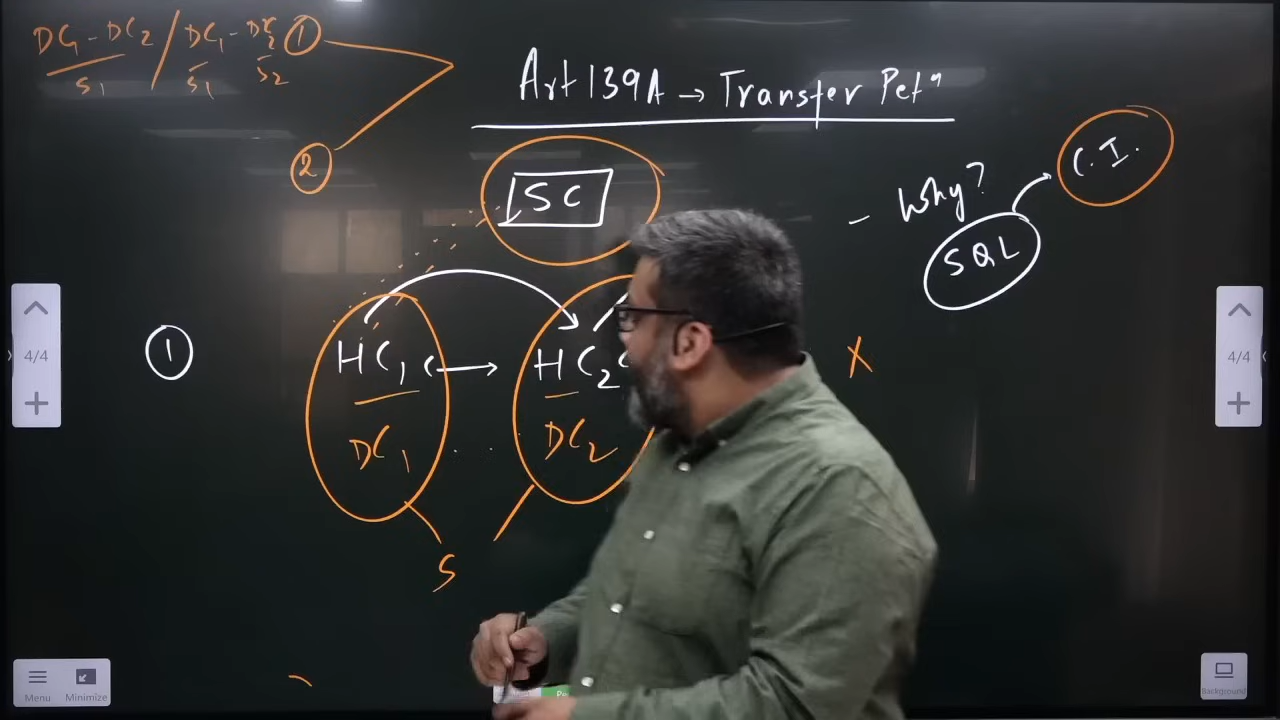 DC1 - DC2 / DC1 - DC2 1
S1 S1 S2
Art 139A → Transfer Petn
2
SC
- Why?
C.I.
SQL
1
HC1 → HC2
X
DC1 .... DC2
S
4/4
4/4
Menu
Minimize
Background